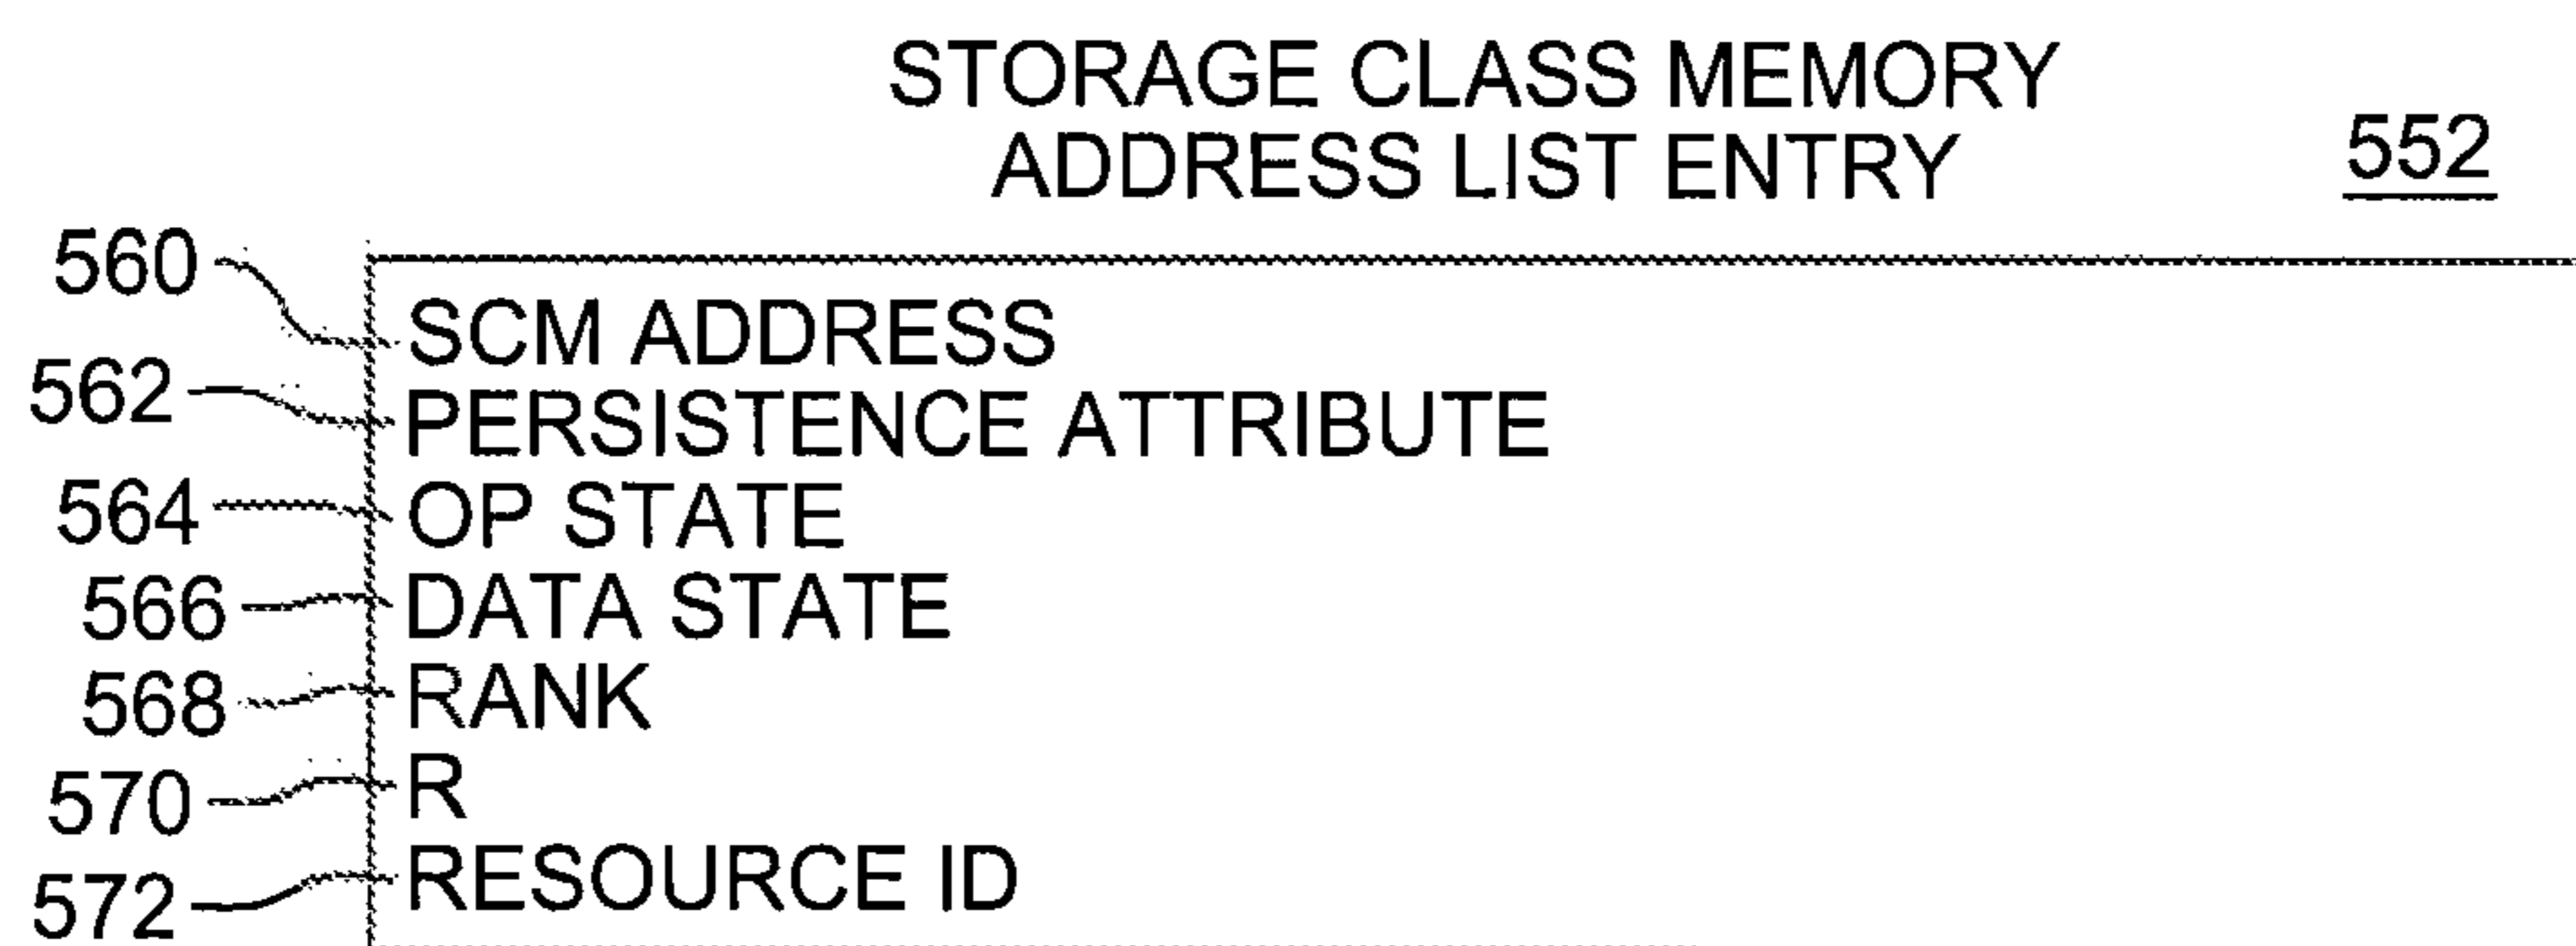 STORAGE CLASS MEMORY
ADDRESS LIST ENTRY 552
560 SCM ADDRESS
562 PERSISTENCE ATTRIBUTE
564 OP STATE
566 DATA STATE
568 RANK
570 R
572 RESOURCE ID